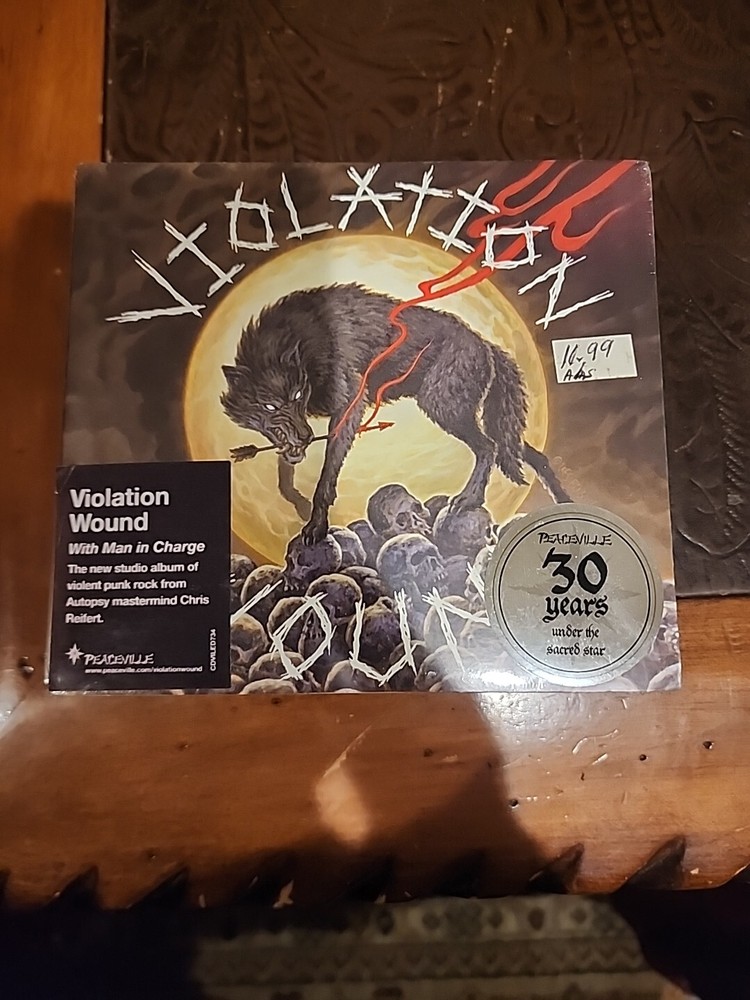 VIOLATION
16.99
Violation
Wound
With Man in Charge
The new studio album of
violent punk rock from
Autopsy mastermind Chris
Reifert.
PEACEVILLE
www.peaceville.com/violationwound
CDVILED734
OUN
PEACEVILLE
30
years
under the
sacred star